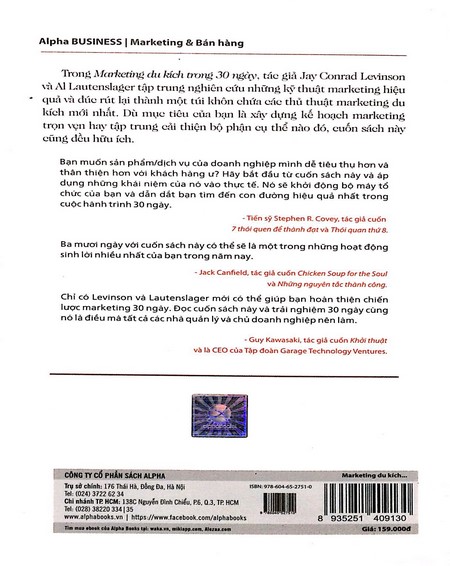 Alpha BUSINESS | Marketing & Bán hàng
Trong Marketing du kích trong 30 ngày, tác giả Jay Conrad Levinson
và Al Lautenslager tập trung nghiên cứu những kỹ thuật marketing hiệu
quả và đúc rút lại thành một túi khôn chứa các thủ thuật marketing du
kích mới nhất. Dù mục tiêu của bạn là xây dựng kế hoạch marketing
trọn vẹn hay tập trung cải thiện bộ phận cụ thể nào đó, cuốn sách này
cũng đều hữu ích.
Bạn muốn sản phẩm/dịch vụ của doanh nghiệp mình dễ tiêu thụ hơn và
thân thiện hơn với khách hàng ư? Hãy bắt đầu từ cuốn sách này và áp
dụng những khái niệm của nó vào thực tế. Nó sẽ khởi động bộ máy tổ
chức của bạn và dẫn dắt bạn tìm đến con đường hiệu quả nhất trong
cuộc hành trình 30 ngày.
- Tiến sỹ Stephen R. Covey, tác giả cuốn
7 thói quen để thành đạt và Thói quan thứ 8.
Ba mươi ngày với cuốn sách này có thể sẽ là một trong những hoạt động
sinh lời nhiều nhất của bạn trong năm nay.
- Jack Canfield, tác giả cuốn Chicken Soup for the Soul
và Những nguyên tắc thành công.
Chỉ có Levinson và Lautenslager mới có thể giúp bạn hoàn thiện chiến
lược marketing 30 ngày. Đọc cuốn sách này và trải nghiệm 30 ngày cùng
nó là điều mà tất cả các nhà quản lý và chủ doanh nghiệp nên làm.
- Guy Kawasaki, tác giả cuốn Khởi thuật
và là CEO của Tập đoàn Garage Technology Ventures.
CÔNG TY CỔ PHẦN SÁCH ALPHA
Trụ sở chính: 176 Thái Hà, Đống Đa, Hà Nội
Tel: (024) 3722 62 34
Chi nhánh TP. HCM: 138C Nguyễn Đình Chiểu, P.6, Q.3, TP. HCM
Tel: (028) 38220 334 | 35
www.alphabooks.vn | https://www.facebook.com/alphabooks
Tìm mua ebook của Alpha Books tại: waka.vn, mikiapp.com, Alezaa.com
Marketing du kích...
ISBN: 978-604-65-2751-0
8 935251 409130
Giá: 159.000đ